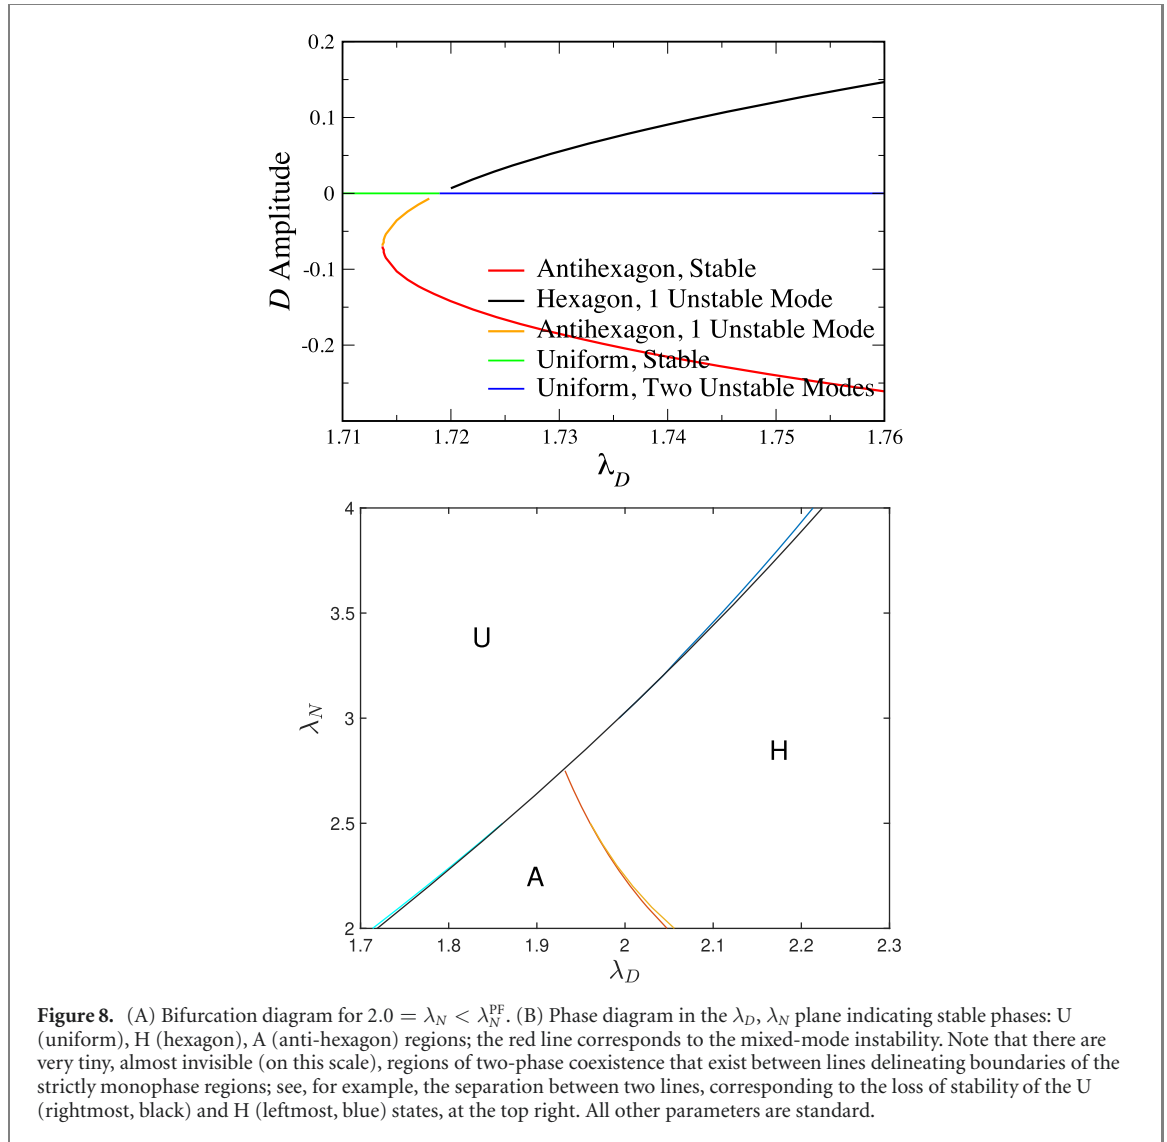 0.2
0.1
0
-0.1
-0.2
D Amplitude
Antihexagon, Stable
Hexagon, 1 Unstable Mode
Antihexagon, 1 Unstable Mode
Uniform, Stable
Uniform, Two Unstable Modes
1.71 1.72 1.73 1.74 1.75 1.76
λD
4
3.5
3
2.5
2
λN
U
H
A
1.7 1.8 1.9 2 2.1 2.2 2.3
λD
Figure 8. (A) Bifurcation diagram for 2.0 = λN < λN^PF. (B) Phase diagram in the λD, λN plane indicating stable phases: U
(uniform), H (hexagon), A (anti-hexagon) regions; the red line corresponds to the mixed-mode instability. Note that there are
very tiny, almost invisible (on this scale), regions of two-phase coexistence that exist between lines delineating boundaries of the
strictly monophase regions; see, for example, the separation between two lines, corresponding to the loss of stability of the U
(rightmost, black) and H (leftmost, blue) states, at the top right. All other parameters are standard.